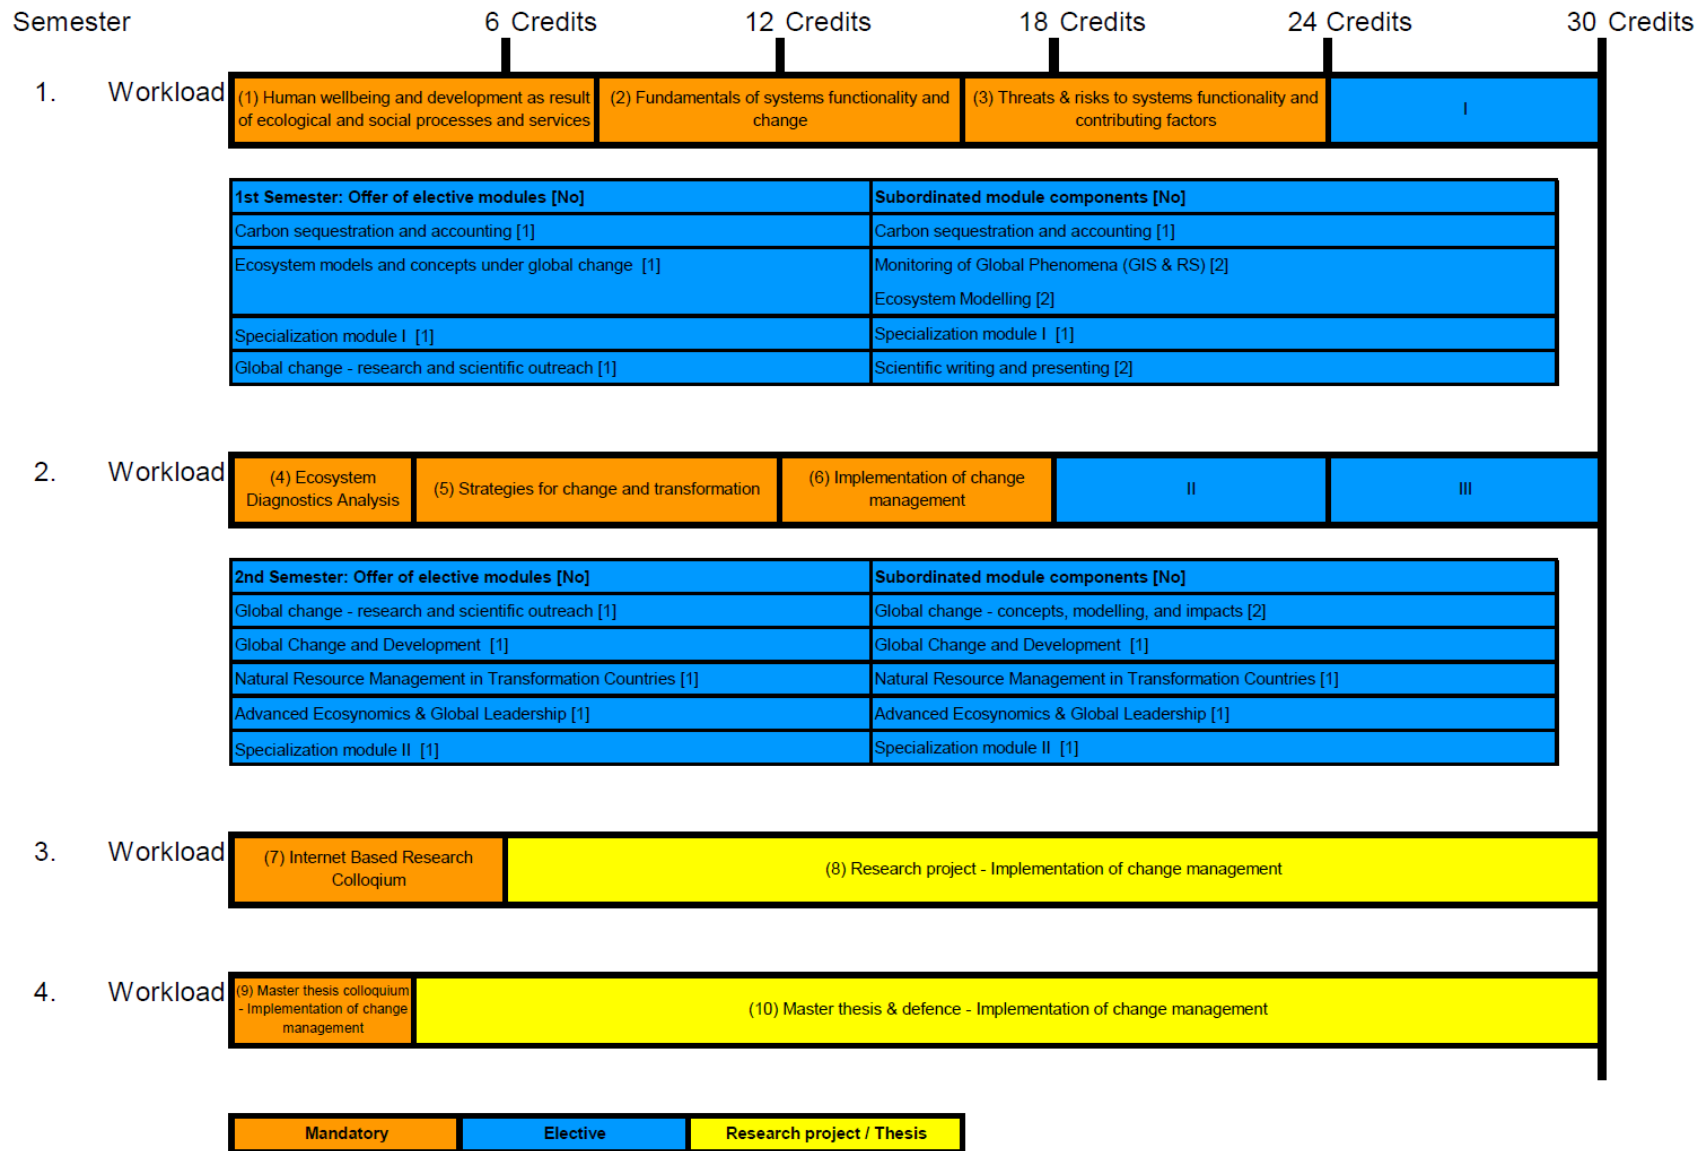 Semester 6 Credits 12 Credits 18 Credits 24 Credits 30 Credits
1. Workload
(1) Human wellbeing and development as result
of ecological and social processes and services
(2) Fundamentals of systems functionality and
change
(3) Threats & risks to systems functionality and
contributing factors
I
1st Semester: Offer of elective modules [No] Subordinated module components [No]
Carbon sequestration and accounting [1] Carbon sequestration and accounting [1]
Ecosystem models and concepts under global change [1] Monitoring of Global Phenomena (GIS & RS) [2]
Ecosystem Modelling [2]
Specialization module I [1] Specialization module I [1]
Global change - research and scientific outreach [1] Scientific writing and presenting [2]
2. Workload
(4) Ecosystem
Diagnostics Analysis
(5) Strategies for change and transformation
(6) Implementation of change
management
II
III
2nd Semester: Offer of elective modules [No] Subordinated module components [No]
Global change - research and scientific outreach [1] Global change - concepts, modelling, and impacts [2]
Global Change and Development [1] Global Change and Development [1]
Natural Resource Management in Transformation Countries [1] Natural Resource Management in Transformation Countries [1]
Advanced Ecosynomics & Global Leadership [1] Advanced Ecosynomics & Global Leadership [1]
Specialization module II [1] Specialization module II [1]
3. Workload
(7) Internet Based Research
Colloqium
(8) Research project - Implementation of change management
4. Workload
(9) Master thesis colloquium
- Implementation of change
management
(10) Master thesis & defence - Implementation of change management
Mandatory Elective Research project / Thesis